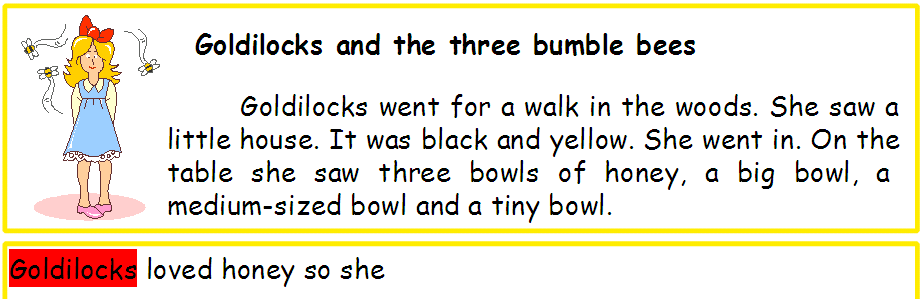 Goldilocks and the three bumble bees
Goldilocks went for a walk in the woods. She saw a
little house. It was black and yellow. She went in. On the
table she saw three bowls of honey, a big bowl, a
medium-sized bowl and a tiny bowl.
Goldilocks loved honey so she